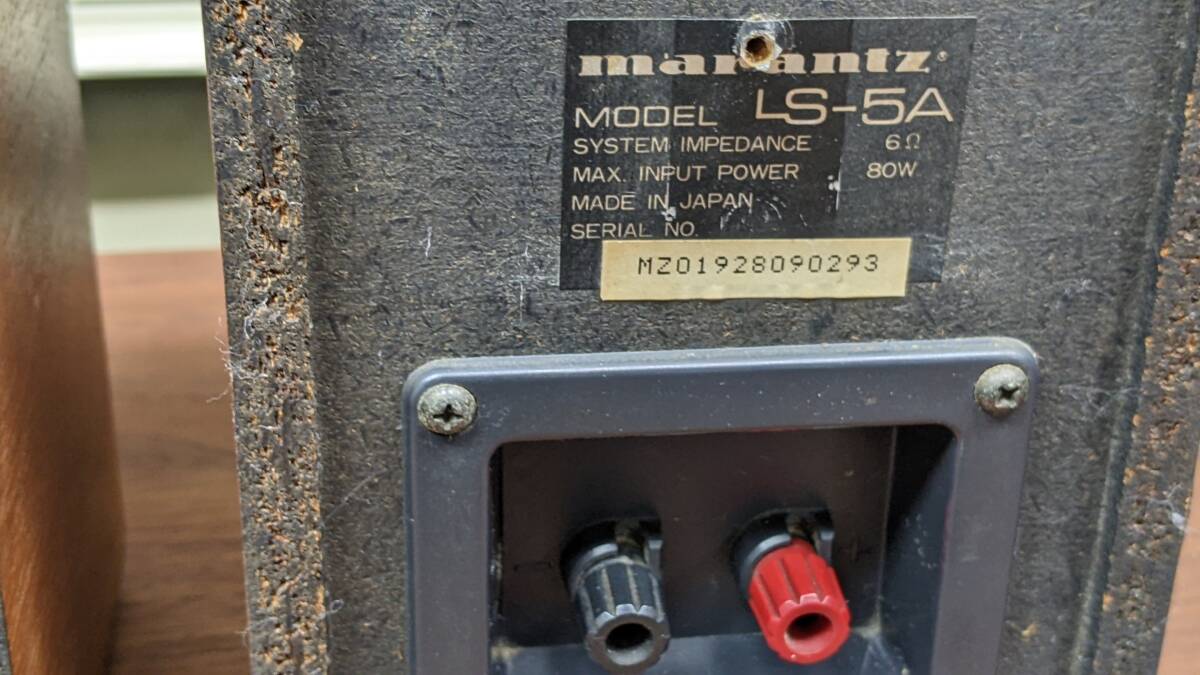 marantz
MODEL LS-5A
SYSTEM IMPEDANCE 6Ω
MAX. INPUT POWER 80W
MADE IN JAPAN
SERIAL NO.
MZ01928090293